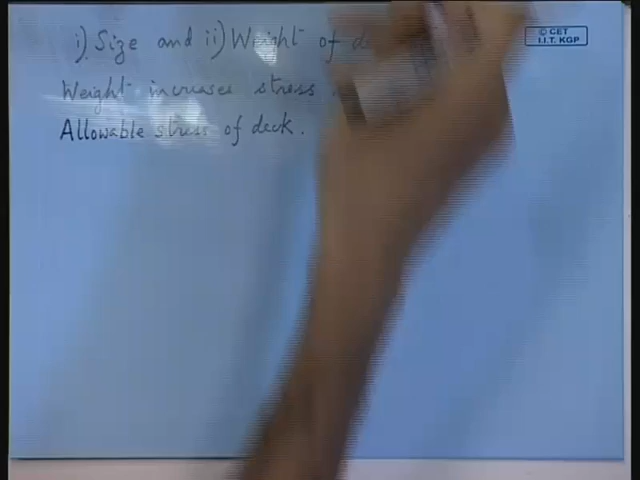 i) Size and ii) Weight of
Weight increases stress
Allowable stress of deck.
© CET
I.I.T. KGP